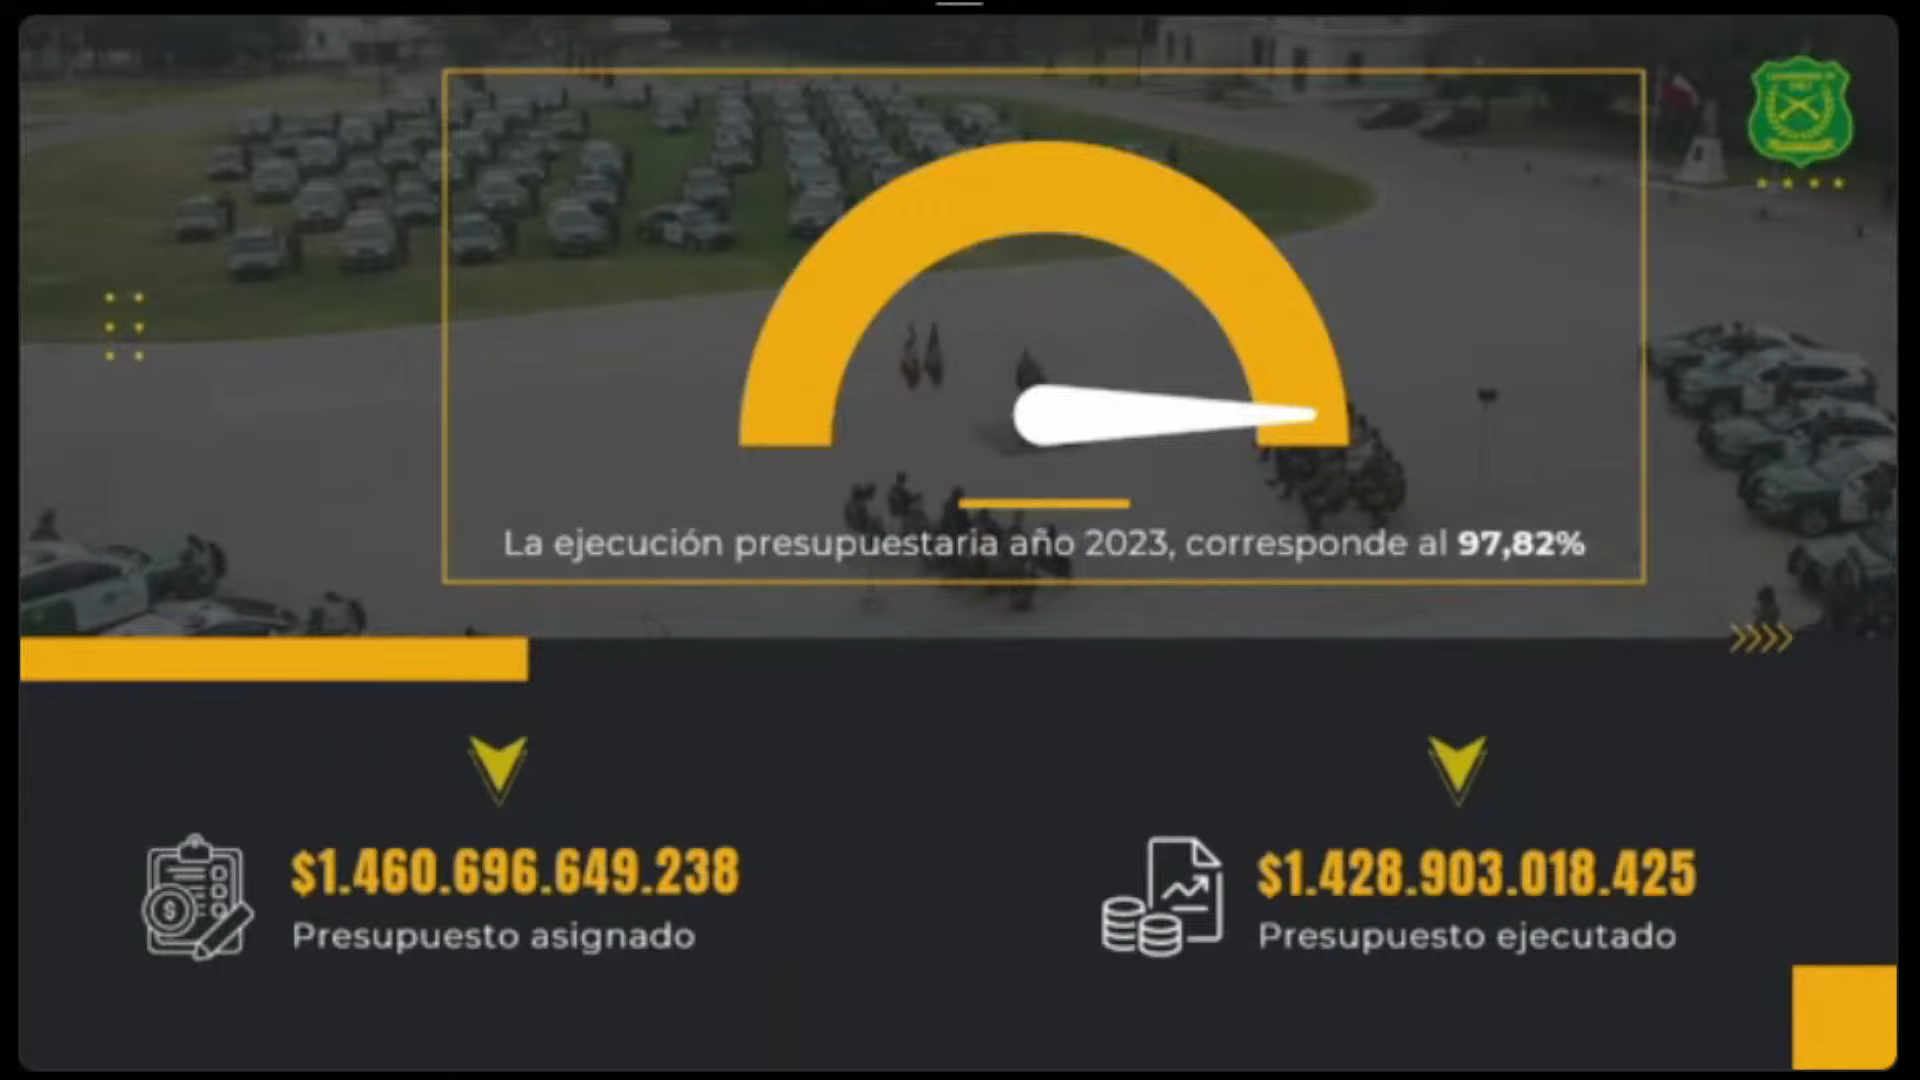 La ejecución presupuestaria año 2023, corresponde al 97,82%
$1.460.696.649.238
Presupuesto asignado
$1.428.903.018.425
Presupuesto ejecutado